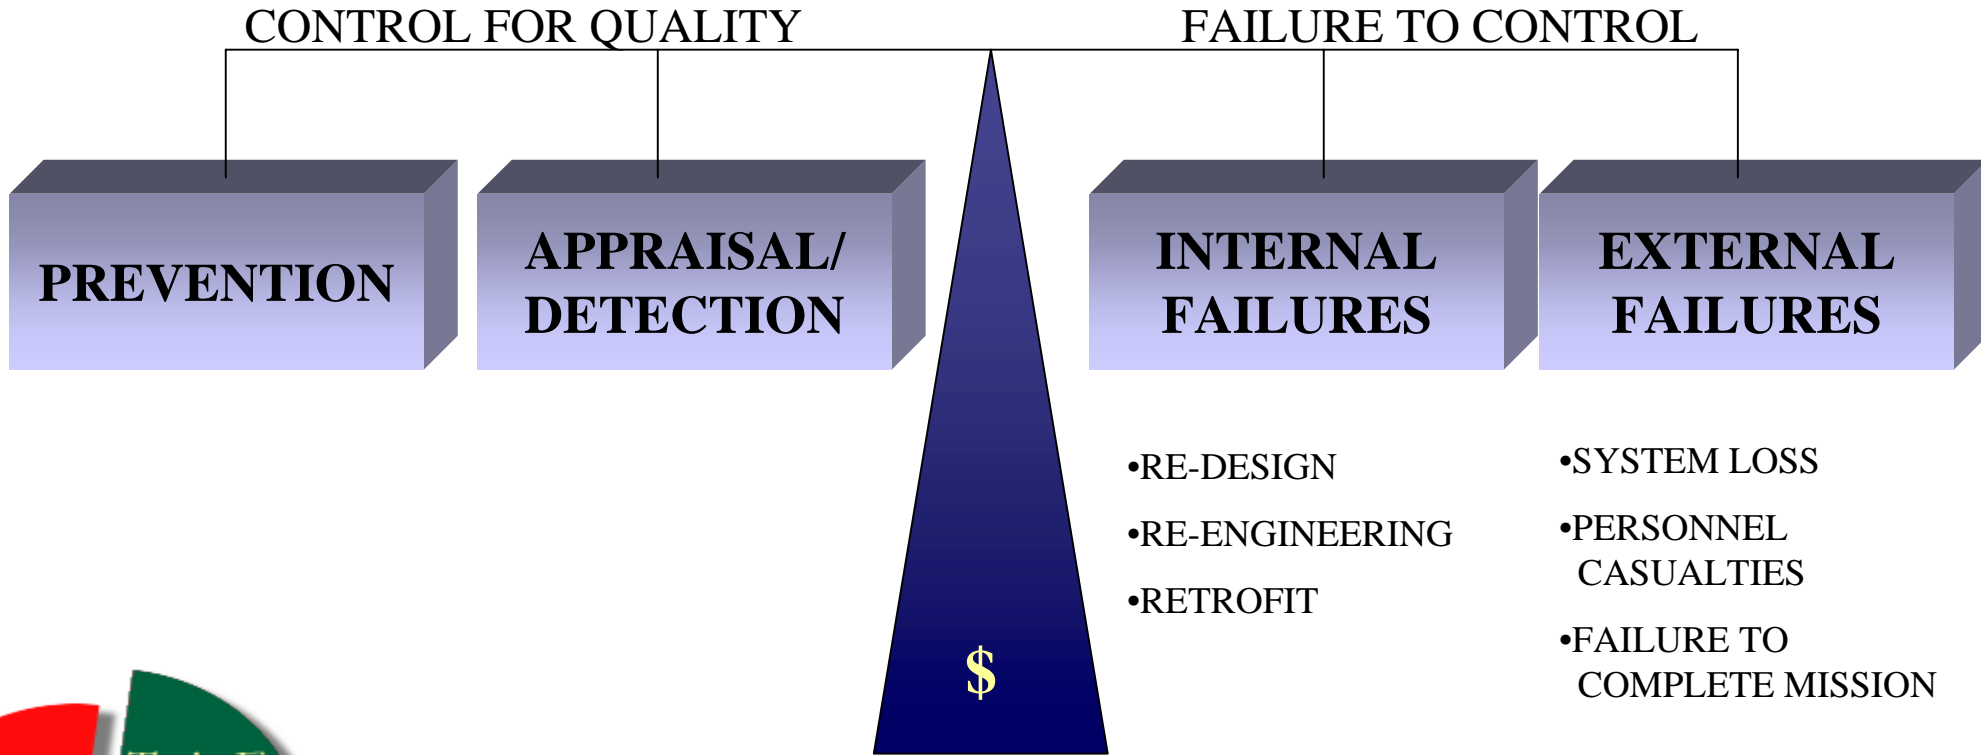 CONTROL FOR QUALITY
FAILURE TO CONTROL
PREVENTION
APPRAISAL/
DETECTION
INTERNAL
FAILURES
EXTERNAL
FAILURES
•RE-DESIGN
•RE-ENGINEERING
•RETROFIT
•SYSTEM LOSS
•PERSONNEL
CASUALTIES
•FAILURE TO
COMPLETE MISSION
$